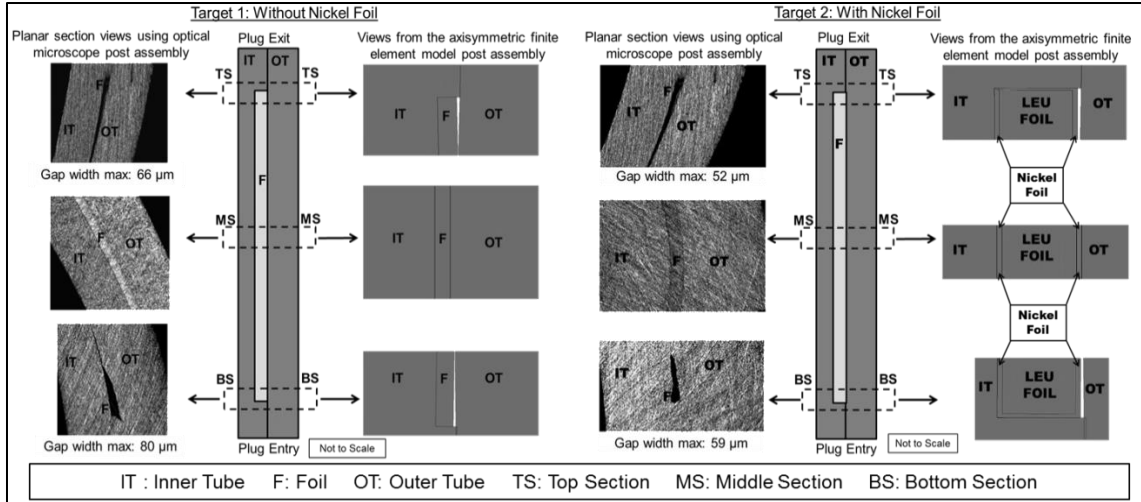 Target 1: Without Nickel Foil
Planar section views using optical
microscope post assembly
Plug Exit
Views from the axisymmetric finite
element model post assembly
IT OT
TS TS
F
IT OT
IT F OT
Gap width max: 66 µm
F
MS MS
F
IT OT
IT F OT
BS BS
IT OT
F
IT F OT
Gap width max: 80 µm
Plug Entry
Not to Scale
Target 2: With Nickel Foil
Planar section views using optical
microscope post assembly
Plug Exit
Views from the axisymmetric finite
element model post assembly
IT OT
TS TS
F
IT OT
IT LEU FOIL OT
Gap width max: 52 µm
F
Nickel
Foil
MS MS
IT F OT
IT LEU FOIL OT
Nickel
Foil
BS BS
IT OT
F
IT LEU FOIL OT
Gap width max: 59 µm
Plug Entry
Not to Scale
IT : Inner Tube F: Foil OT: Outer Tube TS: Top Section MS: Middle Section BS: Bottom Section